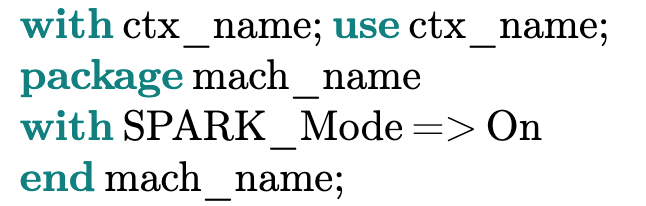 with ctx_name; use ctx_name;
package mach_name
with SPARK_Mode => On
end mach_name;